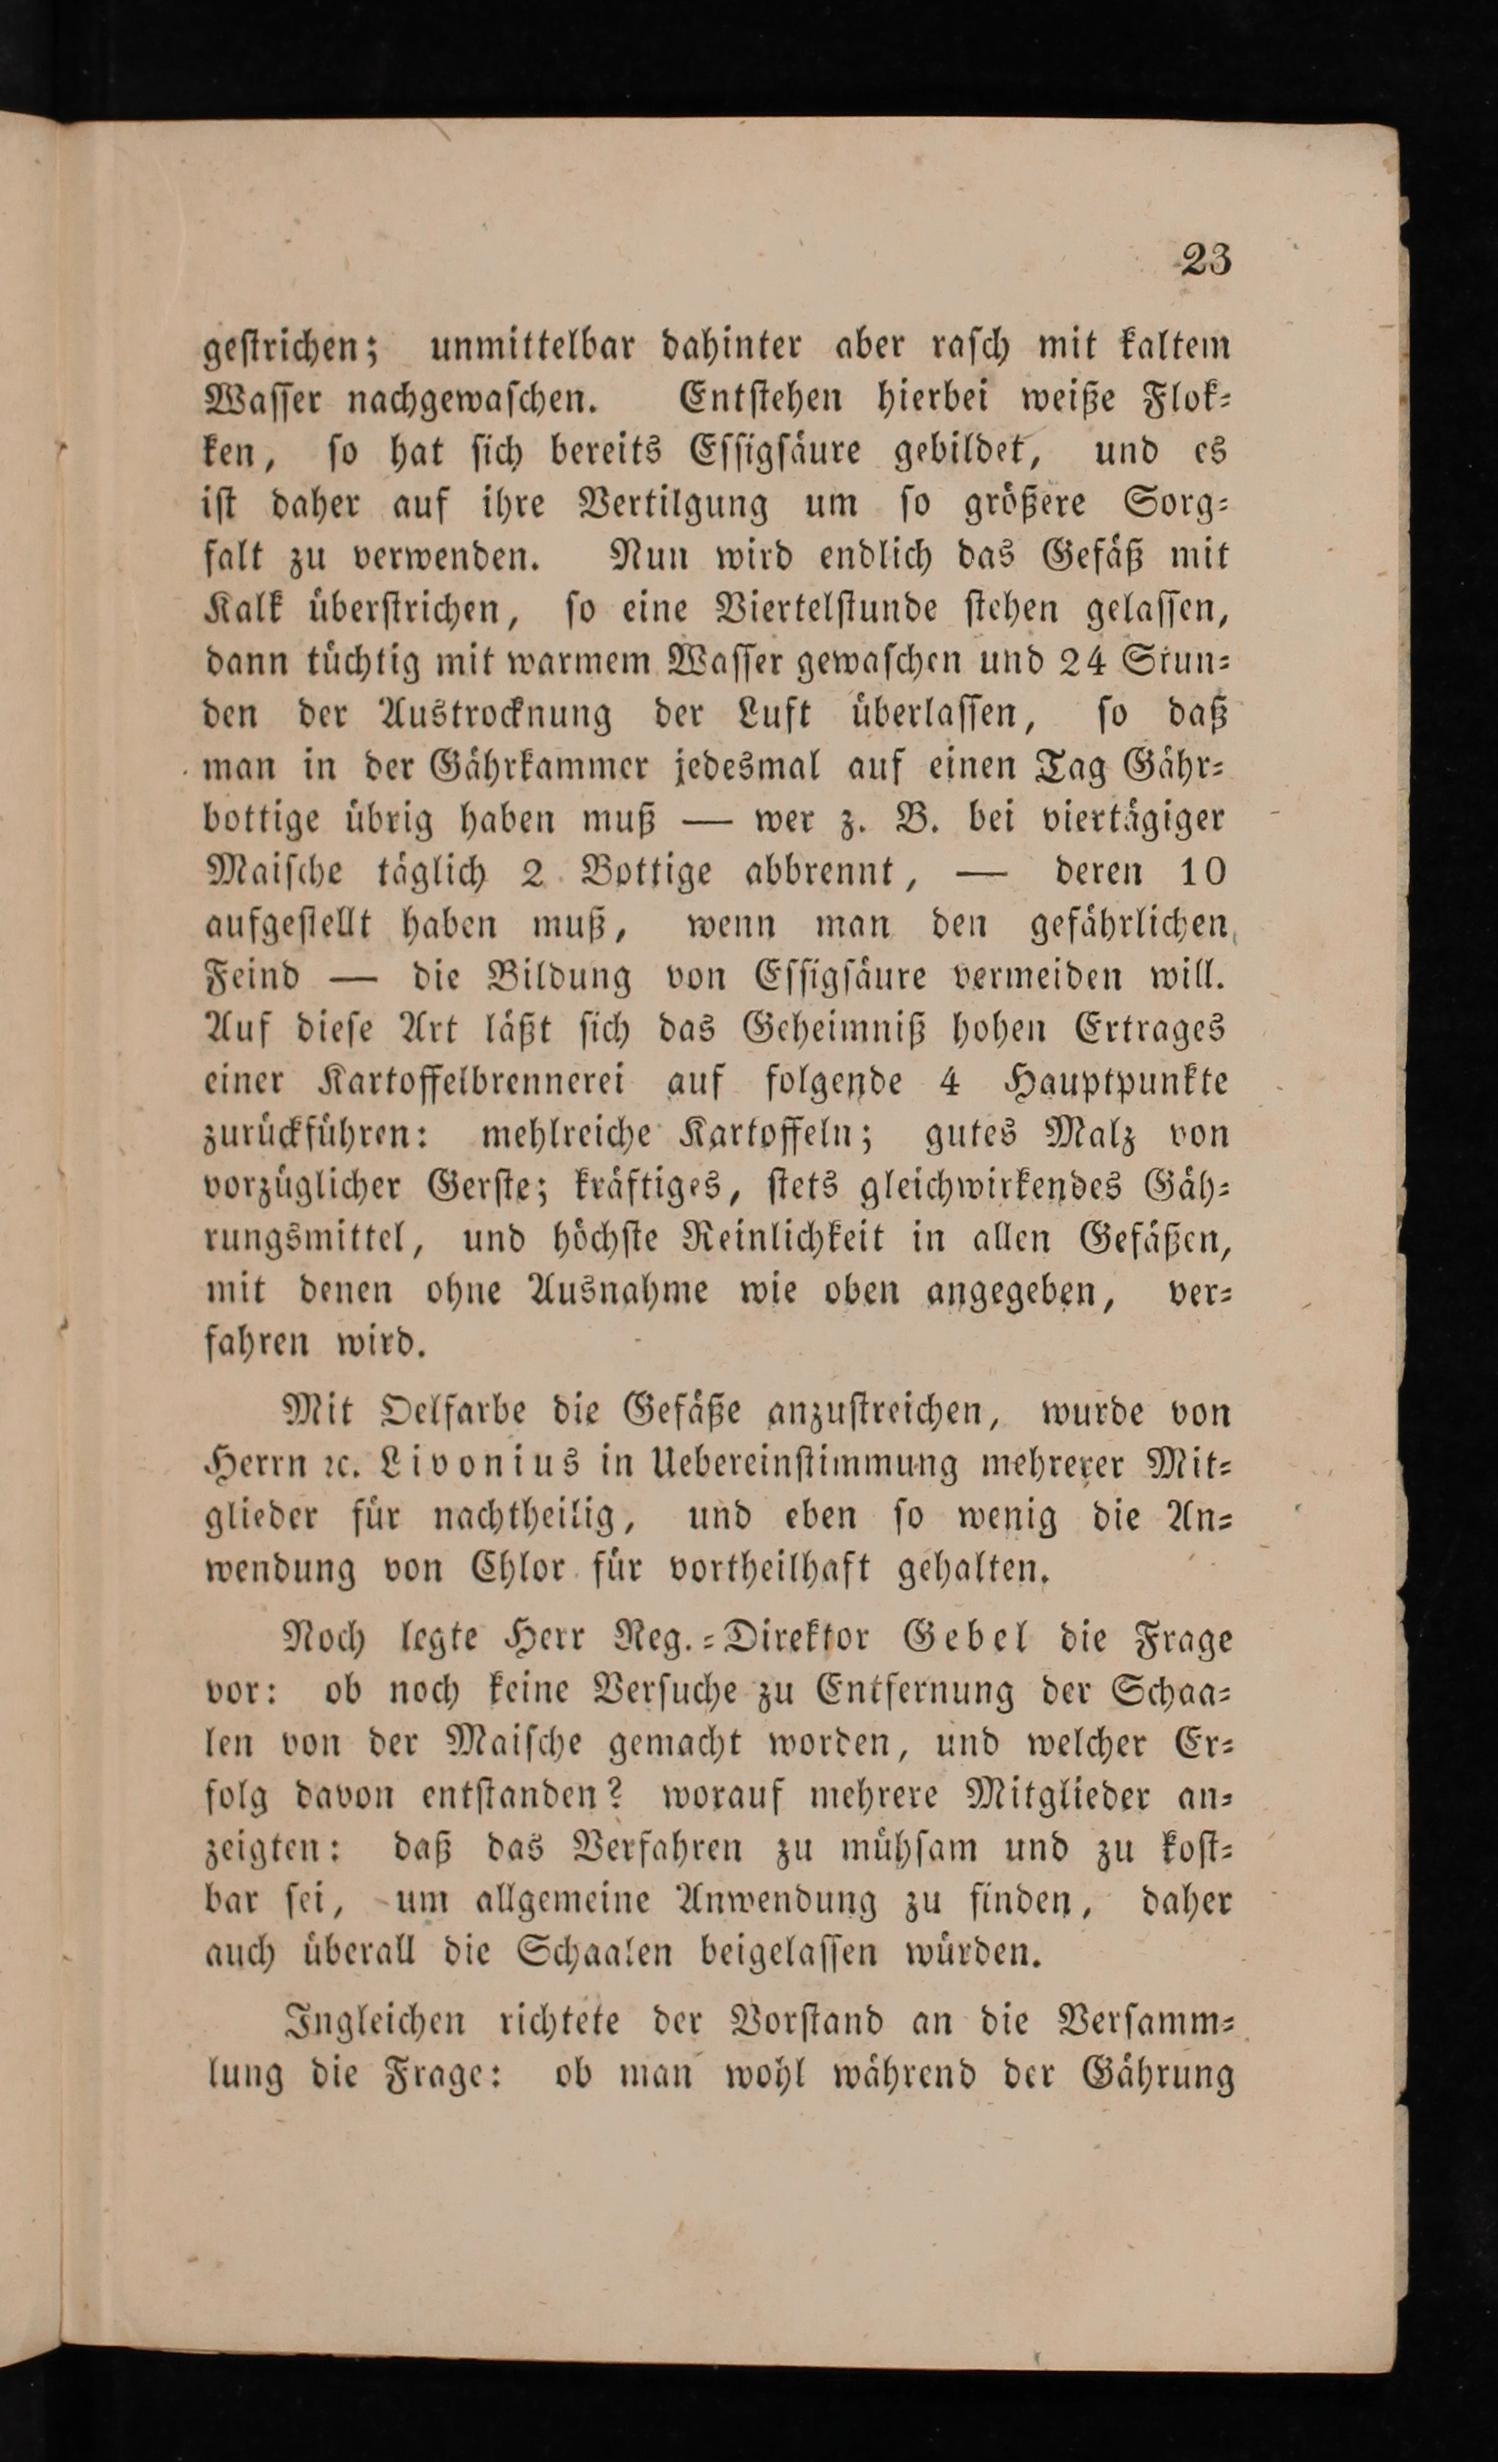 23
gestrichen; unmittelbar dahinter aber rasch mit kaltem
Wasser nachgewaschen. Entstehen hierbei weiße Flok-
ken, so hat sich bereits Essigsäure gebildet, und es
ist daher auf ihre Vertilgung um so größere Sorg-
falt zu verwenden. Nun wird endlich das Gefäß mit
Kalk überstrichen, so eine Viertelstunde stehen gelassen,
dann tüchtig mit warmem Wasser gewaschen und 24 Stun-
den der Austrocknung der Luft überlassen, so daß
man in der Gährkammer jedesmal auf einen Tag Gähr-
bottige übrig haben muß — wer z. B. bei viertägiger
Maische täglich 2 Bottige abbrennt, — deren 10
aufgestellt haben muß, wenn man den gefährlichen
Feind — die Bildung von Essigsäure vermeiden will.
Auf diese Art läßt sich das Geheimniß hohen Ertrages
einer Kartoffelbrennerei auf folgende 4 Hauptpunkte
zurückführen: mehlreiche Kartoffeln; gutes Malz von
vorzüglicher Gerste; kräftiges, stets gleichwirkendes Gäh-
rungsmittel, und höchste Reinlichkeit in allen Gefäßen,
mit denen ohne Ausnahme wie oben angegeben, ver-
fahren wird.
Mit Oelfarbe die Gefäße anzustreichen, wurde von
Herrn ꝛc. Livonius in Uebereinstimmung mehrerer Mit-
glieder für nachtheilig, und eben so wenig die An-
wendung von Chlor für vortheilhaft gehalten.
Noch legte Herr Reg.-Direktor Gebel die Frage
vor: ob noch keine Versuche zu Entfernung der Schaa-
len von der Maische gemacht worden, und welcher Er-
folg davon entstanden? worauf mehrere Mitglieder an-
zeigten: daß das Verfahren zu mühsam und zu kost-
bar sei, um allgemeine Anwendung zu finden, daher
auch überall die Schaalen beigelassen würden.
Ingleichen richtete der Vorstand an die Versamm-
lung die Frage: ob man wohl während der Gährung